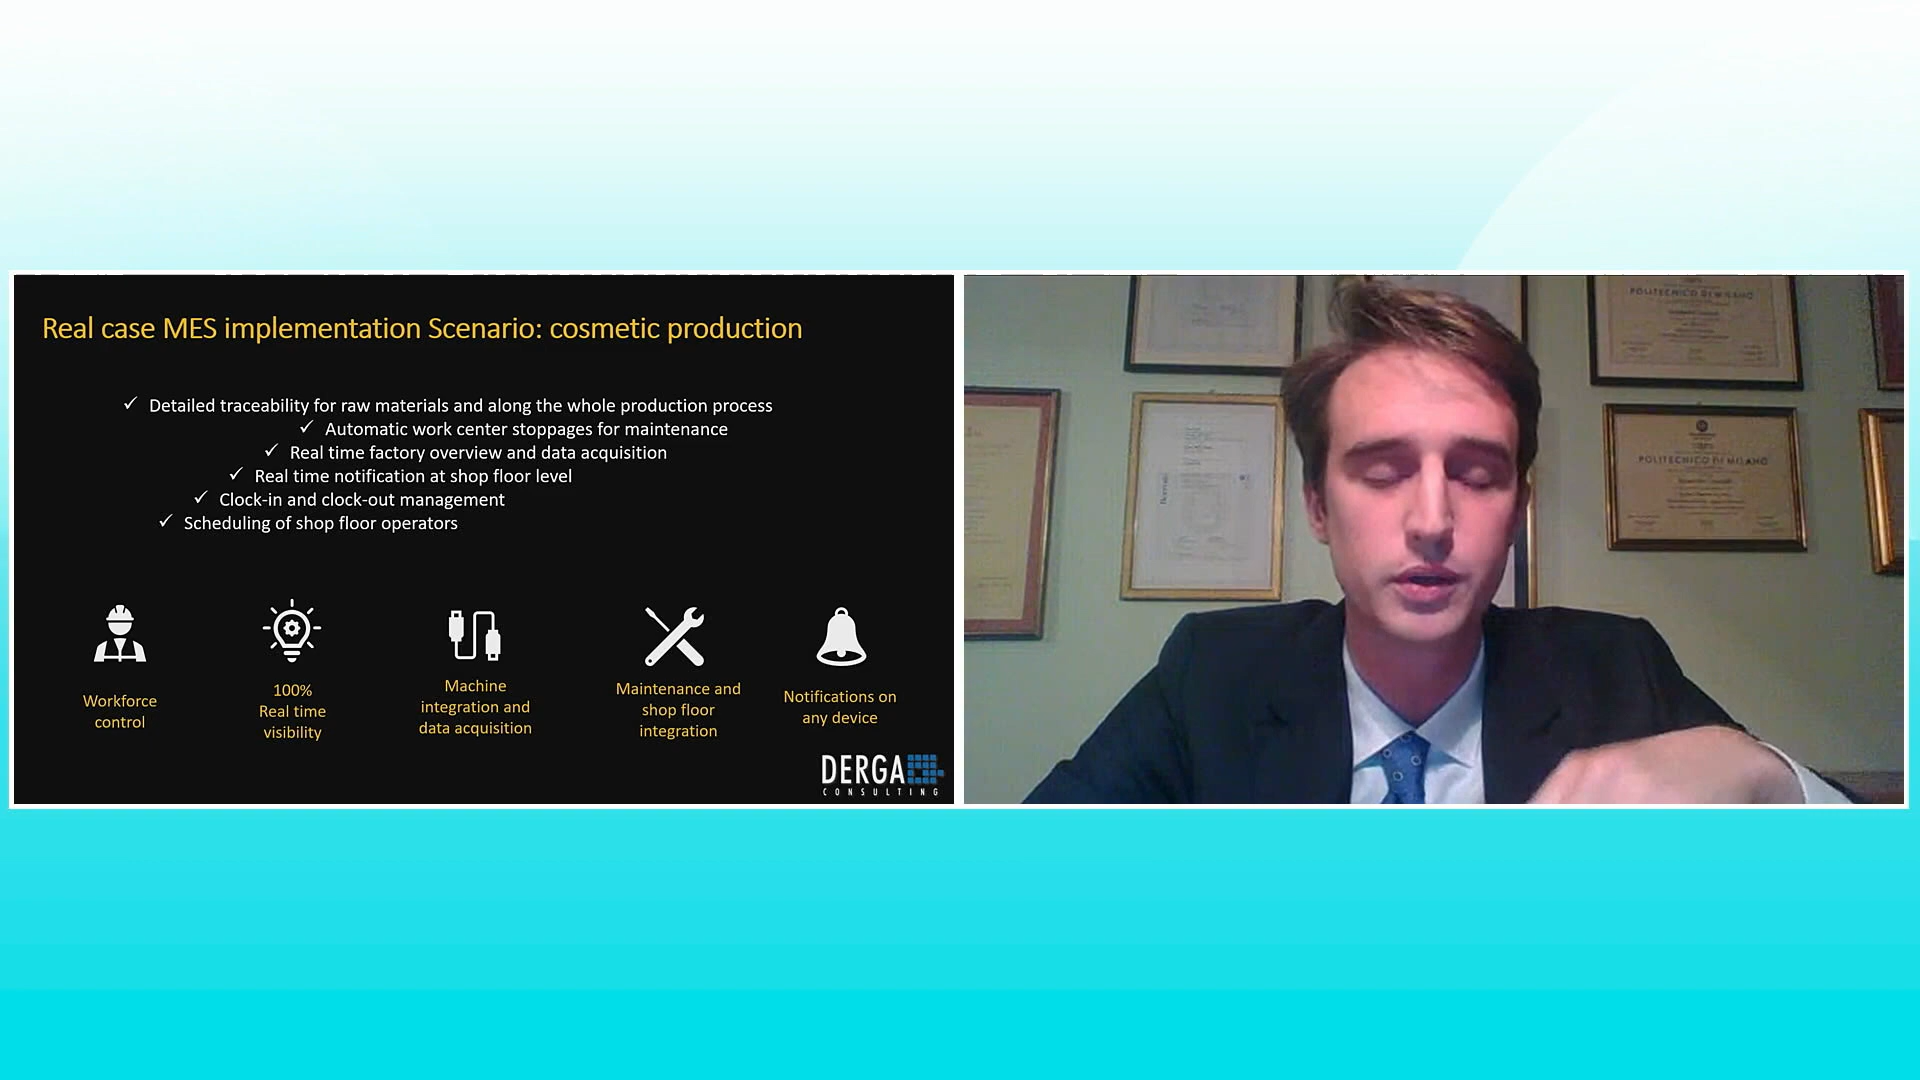 Real case MES implementation Scenario: cosmetic production
✓ Detailed traceability for raw materials and along the whole production process
✓ Automatic work center stoppages for maintenance
✓ Real time factory overview and data acquisition
✓ Real time notification at shop floor level
✓ Clock-in and clock-out management
✓ Scheduling of shop floor operators
Workforce
control
100%
Real time
visibility
Machine
integration and
data acquisition
Maintenance and
shop floor
integration
Notifications on
any device
DERGA
CONSULTING
POLITECNICO DI MILANO
POLITECNICO DI MILANO